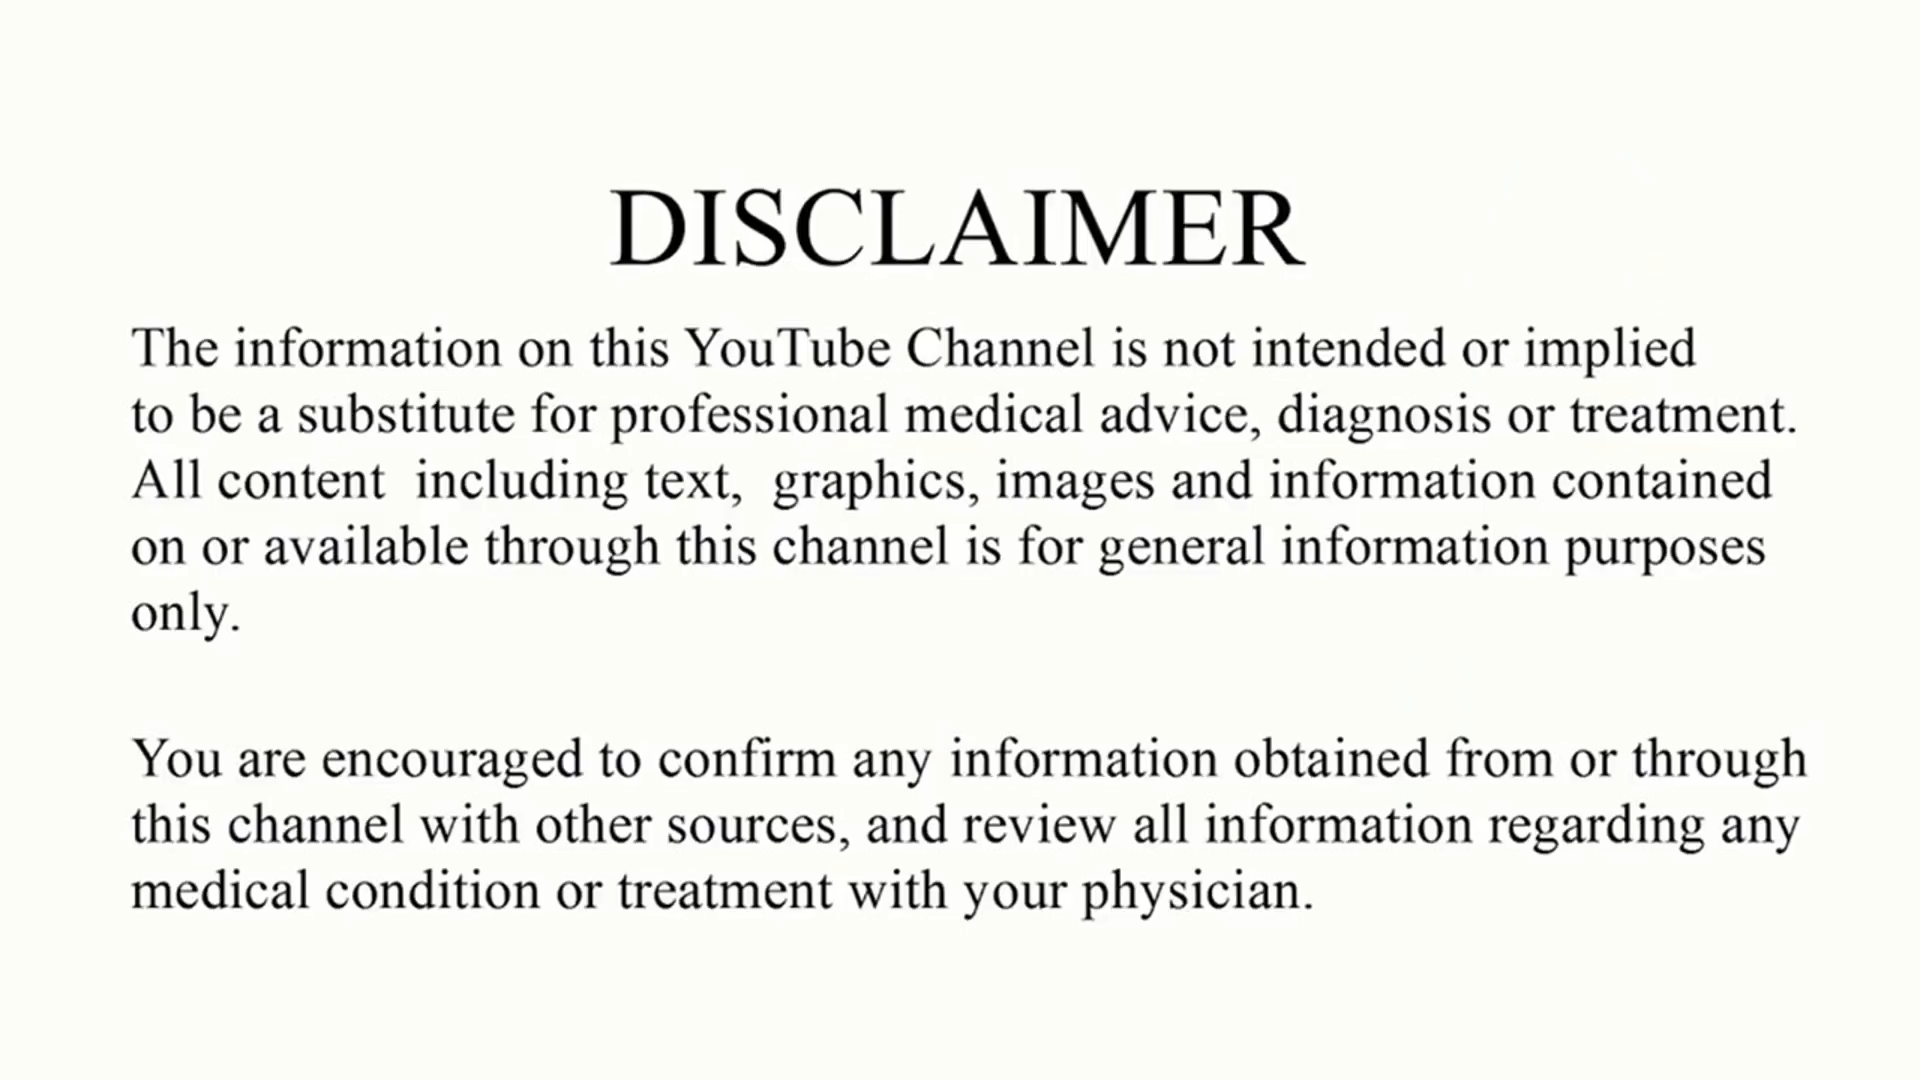 DISCLAIMER
The information on this YouTube Channel is not intended or implied
to be a substitute for professional medical advice, diagnosis or treatment.
All content  including text,  graphics, images and information contained
on or available through this channel is for general information purposes
only.
You are encouraged to confirm any information obtained from or through
this channel with other sources, and review all information regarding any
medical condition or treatment with your physician.